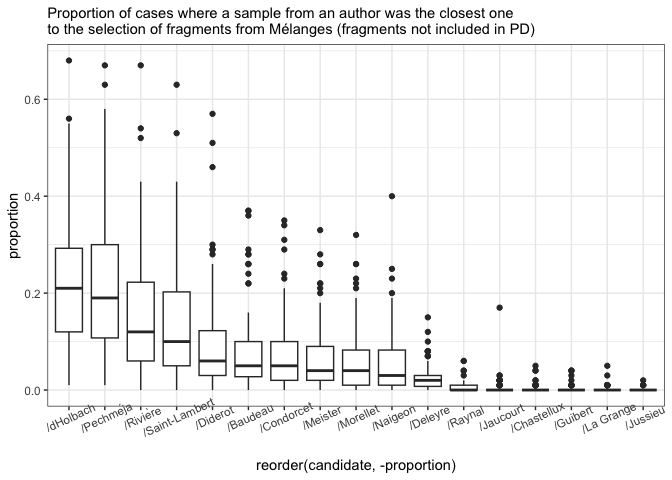 Proportion of cases where a sample from an author was the closest one
to the selection of fragments from Mélanges (fragments not included in PD)
proportion
0.6
0.4
0.2
0.0
/dHolbach
/Pechmeja
/Rivière
/Saint-Lambert
/Diderot
/Baudeau
/Condorcet
/Meister
/Morellet
/Naigeon
/Deleyre
/Raynal
/Jaucourt
/Chastellux
/Guibert
/La Grange
/Jussieu
reorder(candidate, -proportion)